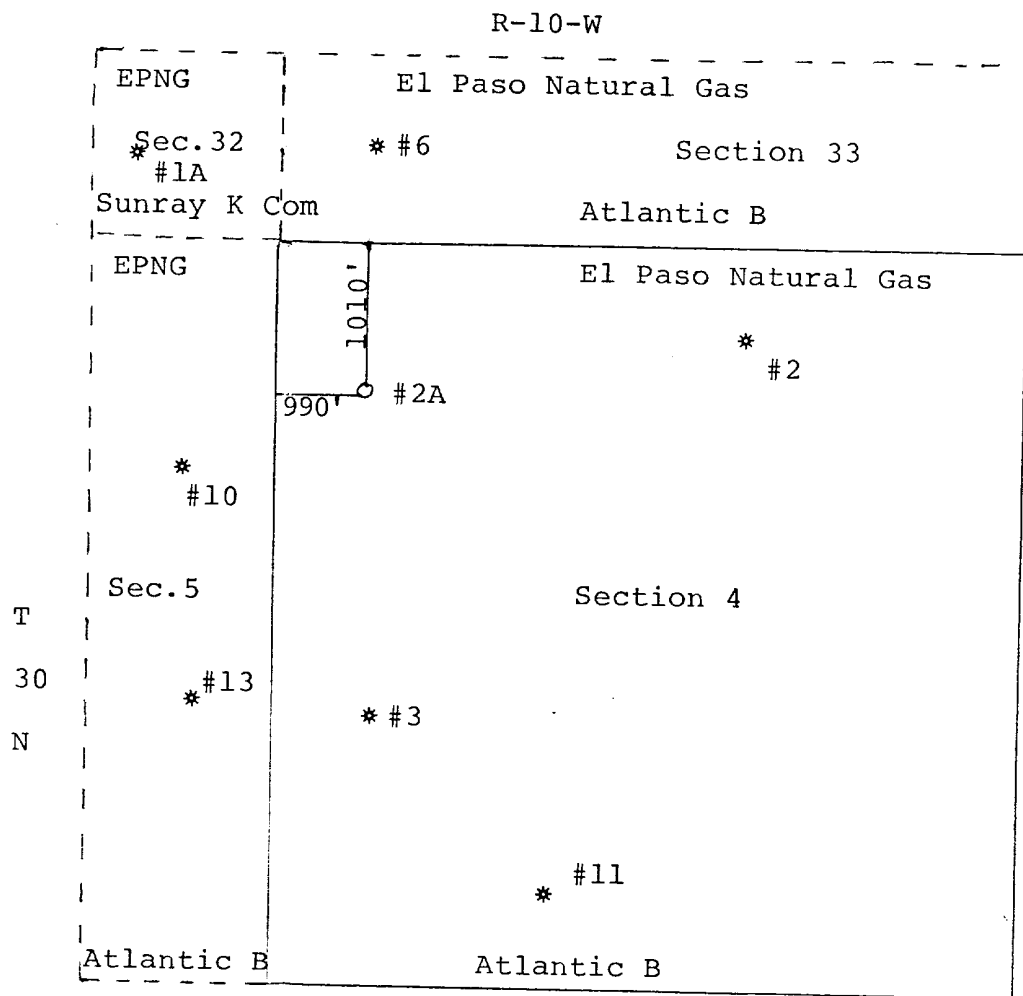 R-10-W
EPNG
El Paso Natural Gas
Sec.32
#6
Section 33
#1A
Sunray K Com
Atlantic B
EPNG
El Paso Natural Gas
1010'
#2
990'
#2A
#10
Sec.5
Section 4
T
30
N
#13
#3
#11
Atlantic B
Atlantic B